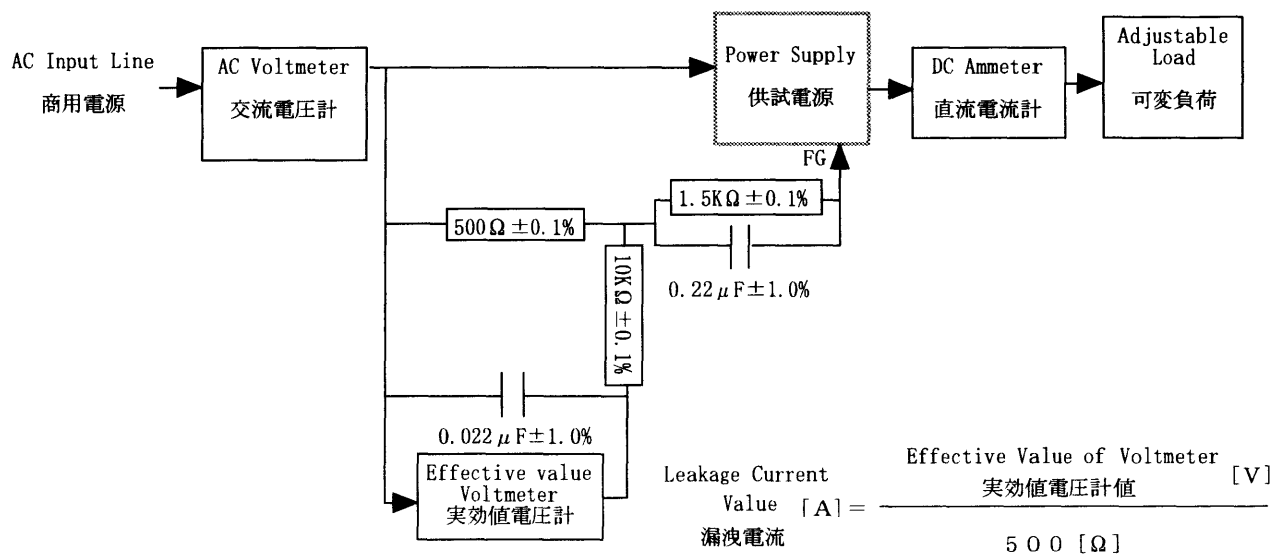 AC Input Line
商用電源
AC Voltmeter
交流電圧計
Power Supply
供試電源
DC Ammeter
直流電流計
Adjustable
Load
可変負荷
FG
500Ω±0.1%
1.5KΩ±0.1%
0.22μF±1.0%
10KΩ±0.1%
0.022μF±1.0%
Effective value
Voltmeter
実効値電圧計
Leakage Current
Value [A]=
漏洩電流
Effective Value of Voltmeter
実効値電圧計値 [V]
500[Ω]